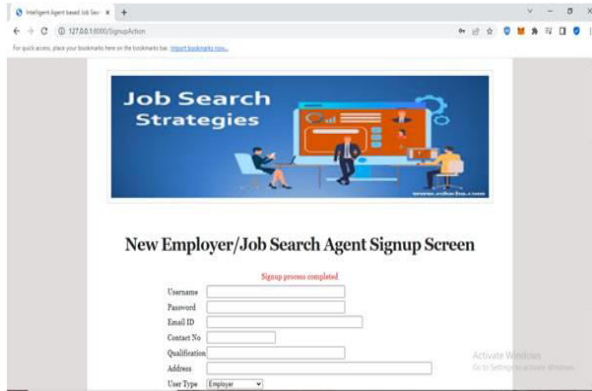 Intelligent Agent based Job Sear
127.0.0.1:8000/SignupAction
For quick access, place your bookmarks here on the bookmarks bar. Import bookmarks now...
Job Search
Strategies
New Employer/Job Search Agent Signup Screen
Signup process completed
Username
Password
Email ID
Contact No
Qualification
Address
User Type Employer
Activate Windows
Go to Settings to activate Windows.